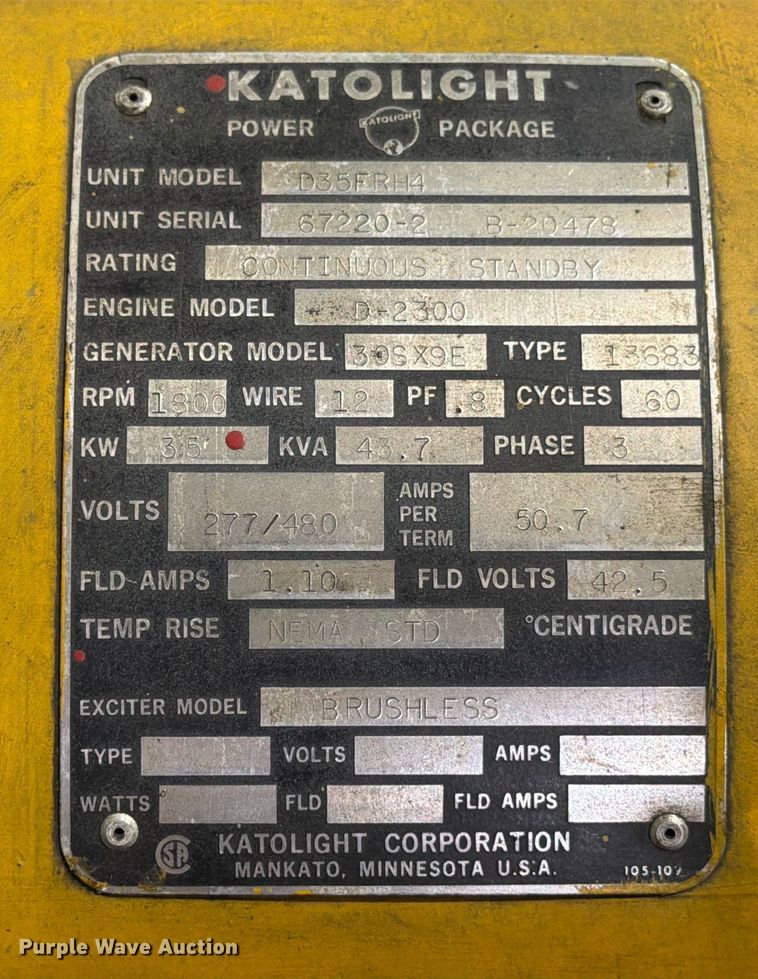 KATOLIGHT
POWER KATOLIGHT PACKAGE
UNIT MODEL D35FRH4
UNIT SERIAL 67220-2 B-20478
RATING CONTINUOUS STANDBY
ENGINE MODEL D-2300
GENERATOR MODEL 30SX9E TYPE 13683
RPM 1800 WIRE 12 PF .8 CYCLES 60
KW 35 KVA 43.7 PHASE 3
VOLTS 277/480 AMPS PER TERM 50.7
FLD-AMPS 1.10 FLD VOLTS 42.5
TEMP RISE NEMA STD °CENTIGRADE
EXCITER MODEL BRUSHLESS
TYPE VOLTS AMPS
WATTS FLD FLD AMPS
SA KATOLIGHT CORPORATION
MANKATO, MINNESOTA U.S.A.
Purple Wave Auction